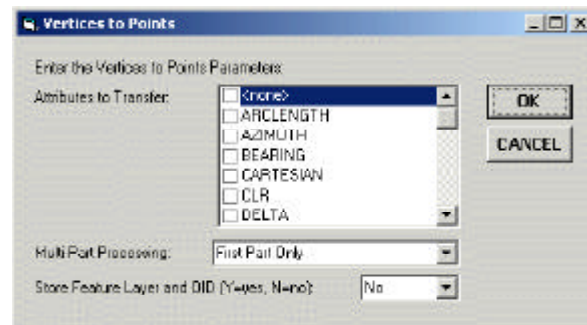 Vertices to Points
Enter the Vertices to Points Parameters:
Attributes to Transfer:
<none>
ARCLENGTH
AZIMUTH
BEARING
CARTESIAN
CLR
DELTA
OK
CANCEL
Multi Part Processing:
First Part Only
Store Feature Layer and OID (Y=yes, N=no):
No